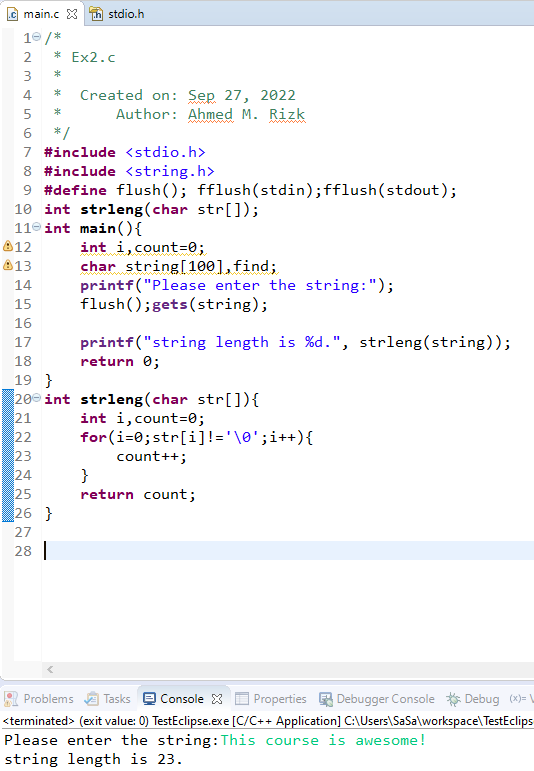 main.c stdio.h
1 /*
2 * Ex2.c
3 *
4 * Created on: Sep 27, 2022
5 * Author: Ahmed M. Rizk
6 */
7 #include <stdio.h>
8 #include <string.h>
9 #define flush(); fflush(stdin);fflush(stdout);
10 int strleng(char str[]);
11 int main(){
12 int i,count=0;
13 char string[100],find;
14 printf("Please enter the string:");
15 flush();gets(string);
16
17 printf("string length is %d.", strleng(string));
18 return 0;
19 }
20 int strleng(char str[]){
21 int i,count=0;
22 for(i=0;str[i]!='\0';i++){
23 count++;
24 }
25 return count;
26 }
27
28
Problems Tasks Console Properties Debugger Console Debug (x)=
<terminated> (exit value: 0) TestEclipse.exe [C/C++ Application] C:\Users\SaSa\workspace\TestEclips
Please enter the string:This course is awesome!
string length is 23.